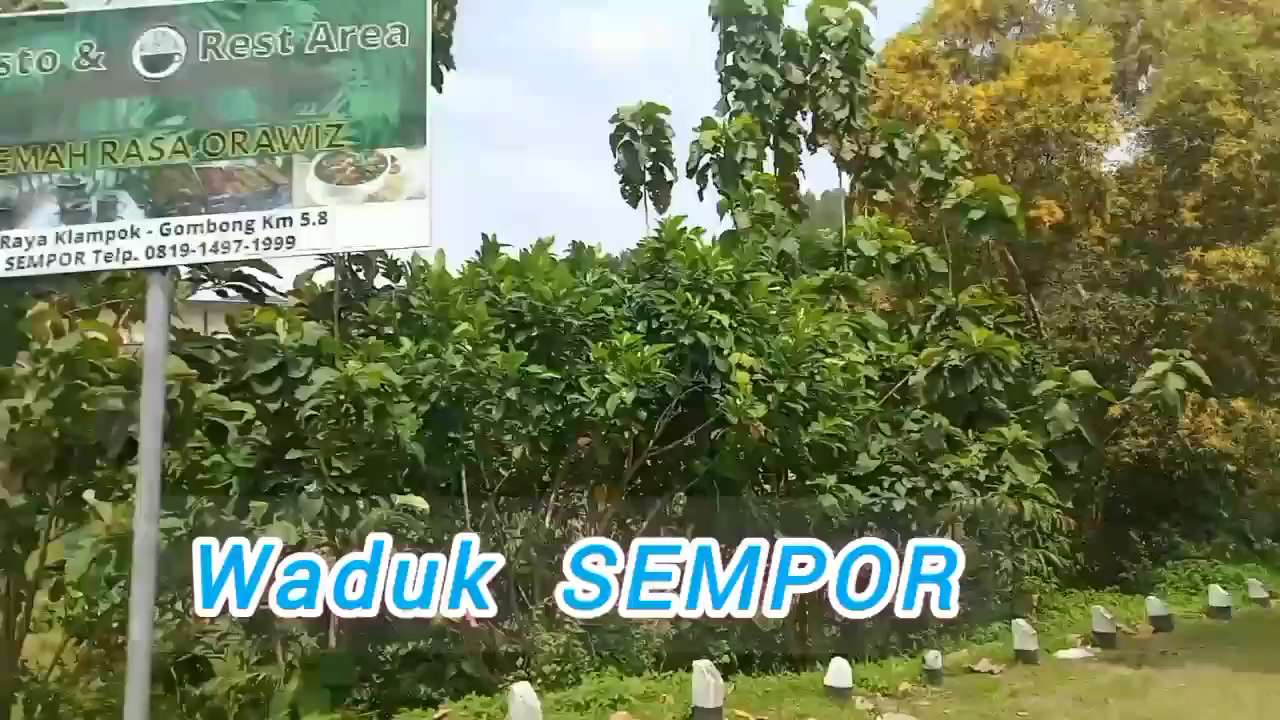 sto & Rest Area
EMAH RASA ORAWIZ
Raya Klampok - Gombong Km 5.8
SEMPOR Telp. 0819-1497-1999
Waduk SEMPOR